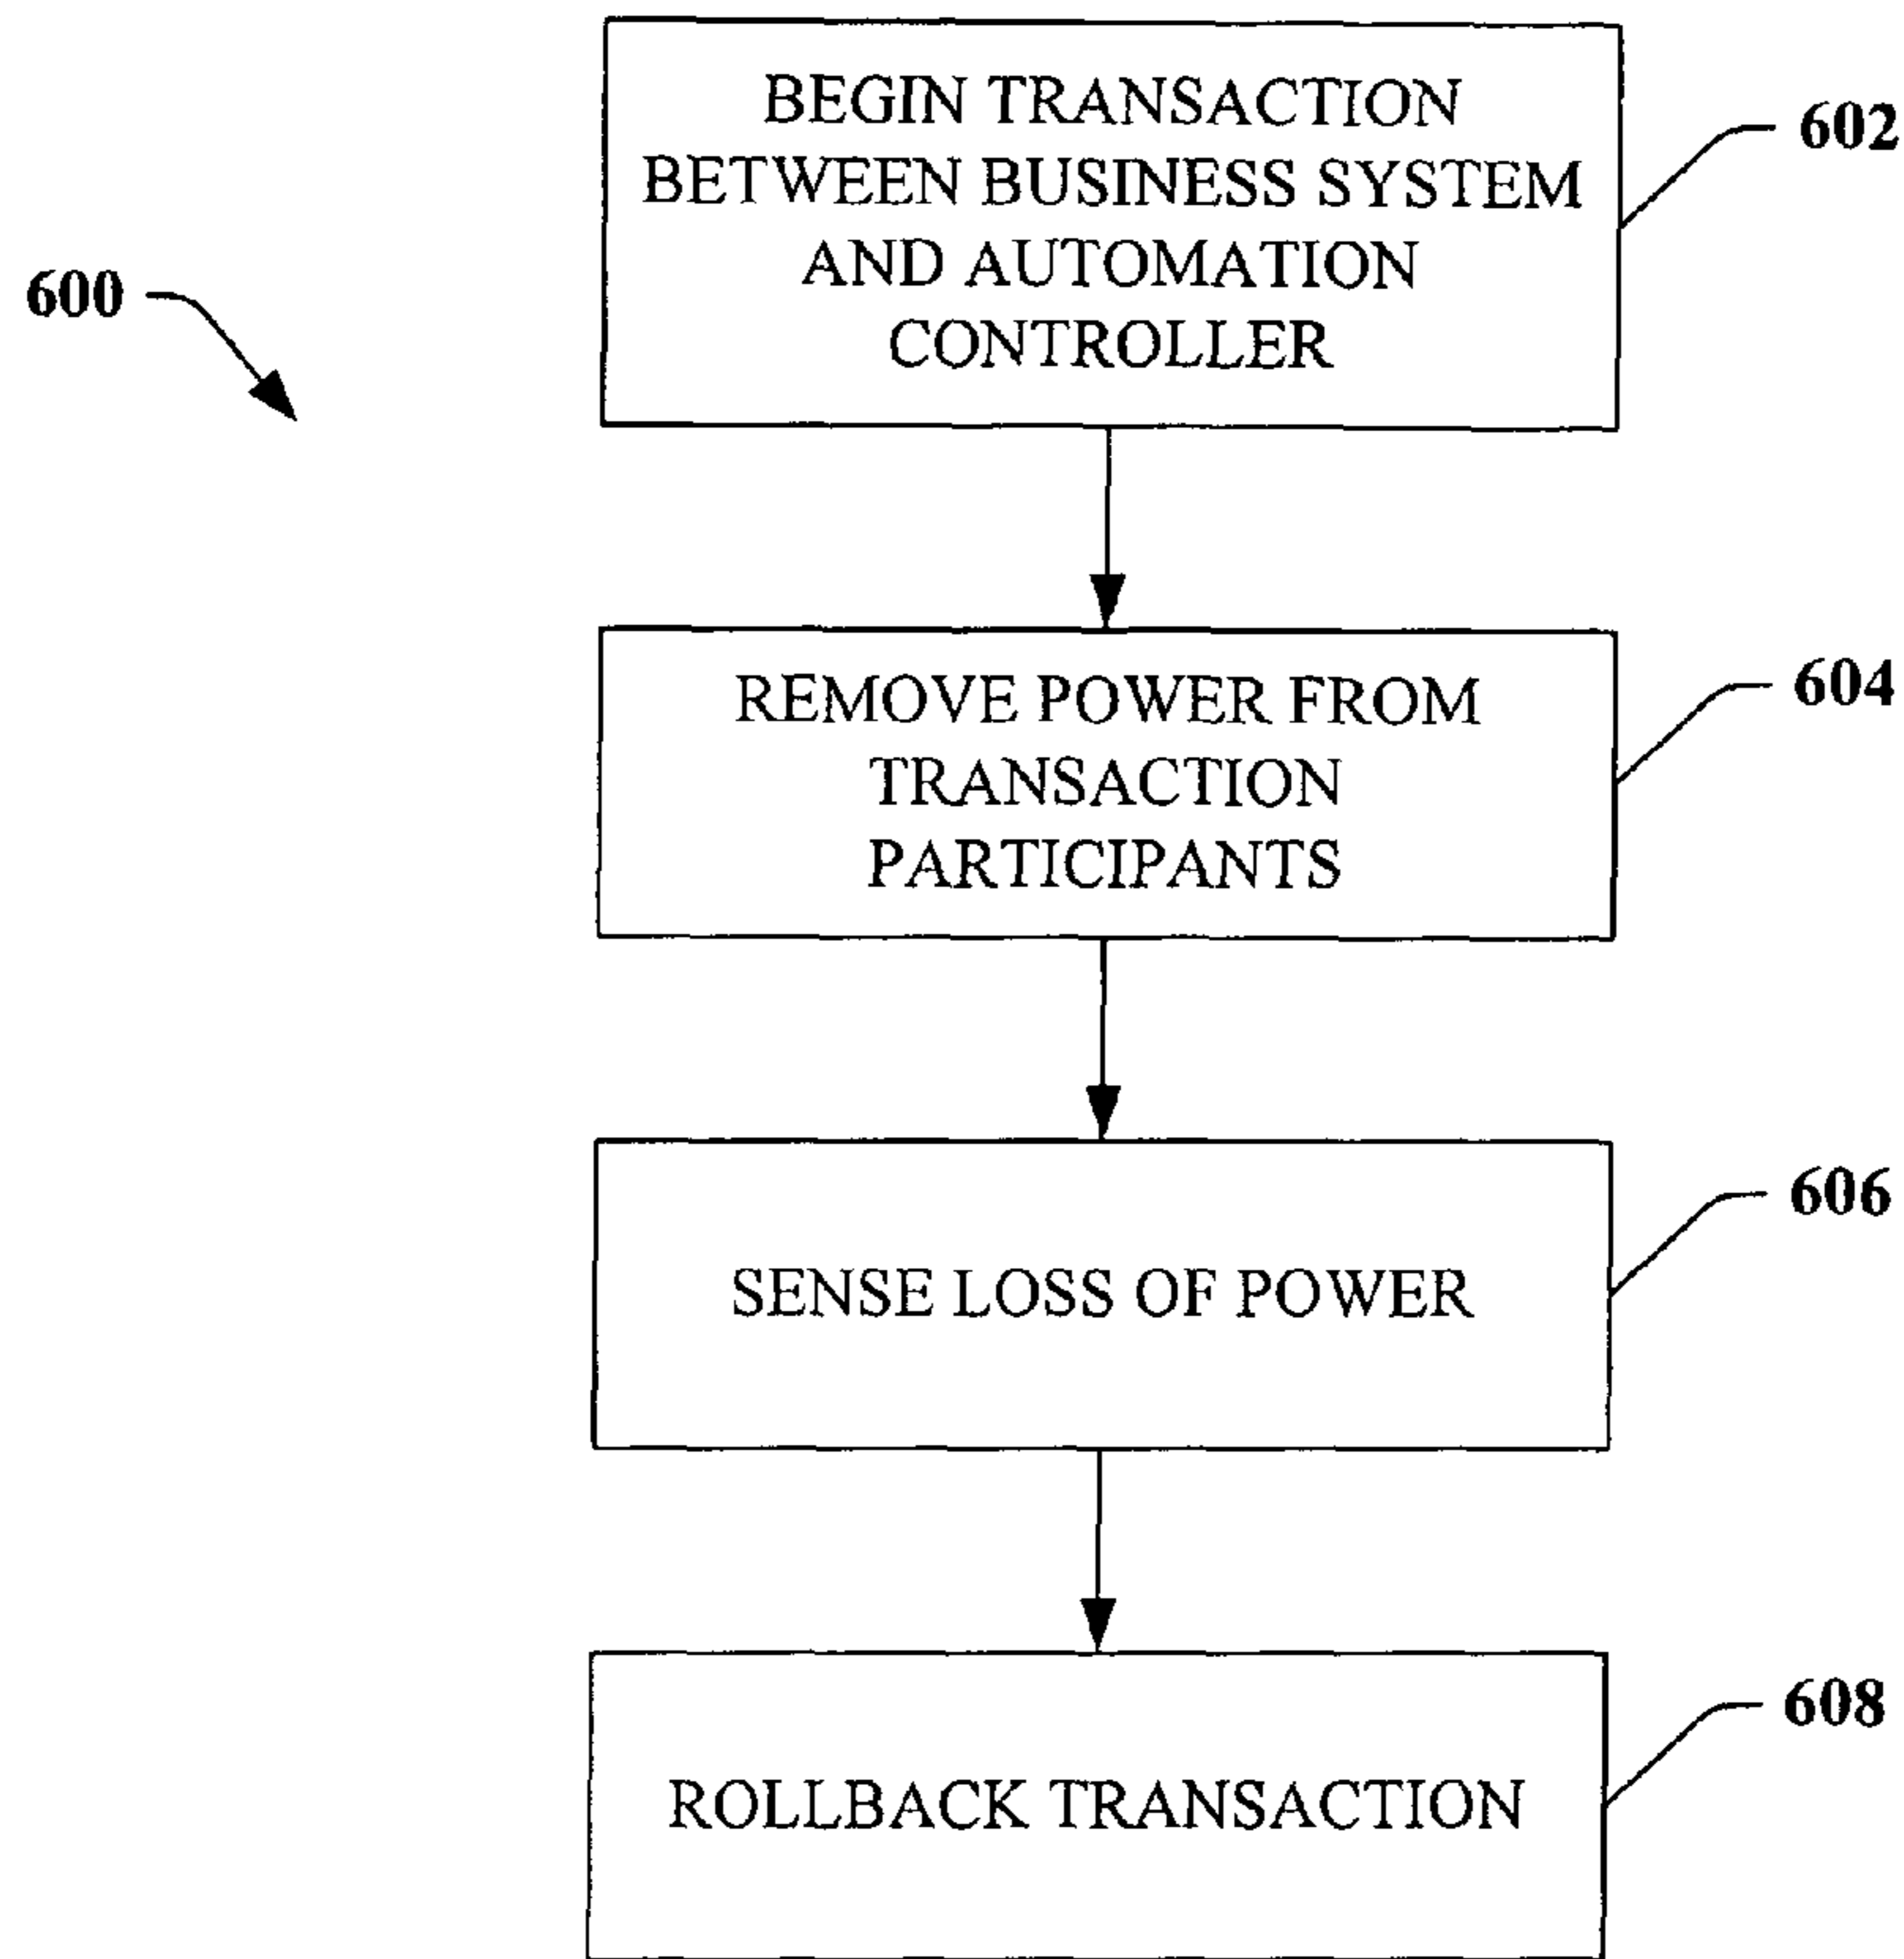 BEGIN TRANSACTION
BETWEEN BUSINESS SYSTEM
AND AUTOMATION
CONTROLLER
602
600
REMOVE POWER FROM
TRANSACTION
PARTICIPANTS
604
SENSE LOSS OF POWER
606
ROLLBACK TRANSACTION
608